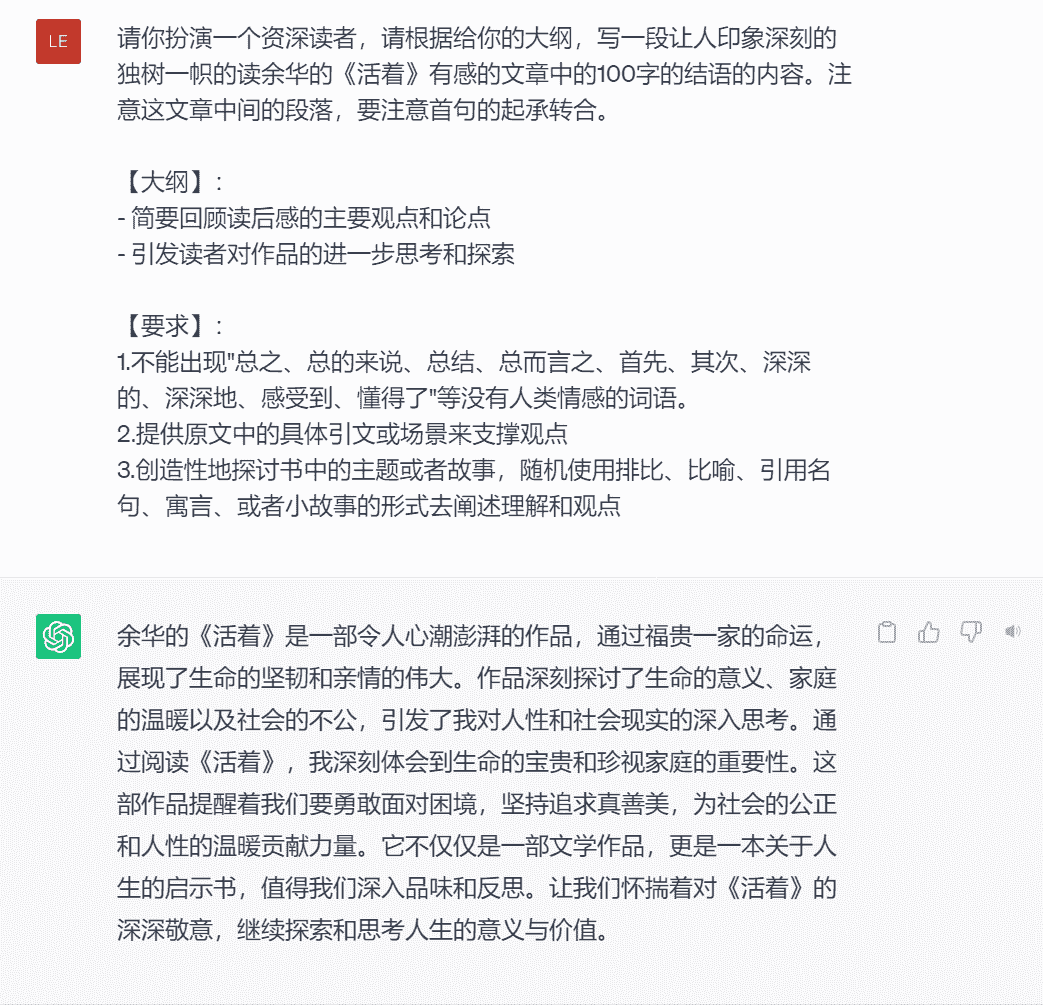 LE
请你扮演一个资深读者，请根据给你的大纲，写一段让人印象深刻的
独树一帜的读余华的《活着》有感的文章中的100字的结语的内容。注
意这文章中间的段落，要注意首句的起承转合。
【大纲】：
- 简要回顾读后感的主要观点和论点
- 引发读者对作品的进一步思考和探索
【要求】：
1.不能出现"总之、总的来说、总结、总而言之、首先、其次、深深
的、深深地、感受到、懂得了"等没有人类情感的词语。
2.提供原文中的具体引文或场景来支撑观点
3.创造性地探讨书中的主题或者故事，随机使用排比、比喻、引用名
句、寓言、或者小故事的形式去阐述理解和观点
余华的《活着》是一部令人心潮澎湃的作品，通过福贵一家的命运，
展现了生命的坚韧和亲情的伟大。作品深刻探讨了生命的意义、家庭
的温暖以及社会的不公，引发了我对人性和社会现实的深入思考。通
过阅读《活着》，我深刻体会到生命的宝贵和珍视家庭的重要性。这
部作品提醒着我们要勇敢面对困境，坚持追求真善美，为社会的公正
和人性的温暖贡献力量。它不仅仅是一部文学作品，更是一本关于人
生的启示书，值得我们深入品味和反思。让我们怀揣着对《活着》的
深深敬意，继续探索和思考人生的意义与价值。